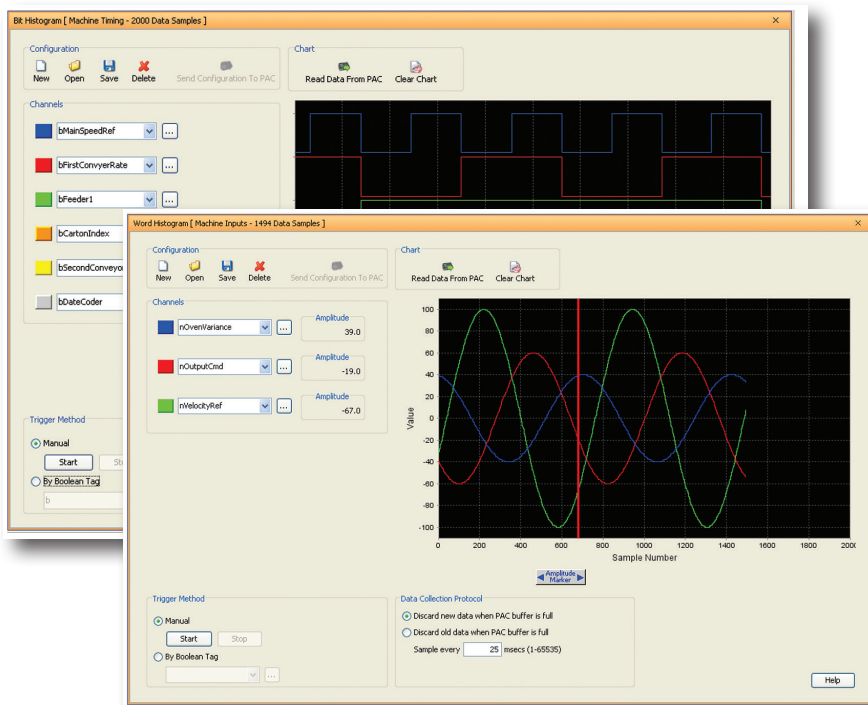 Bit Histogram [ Machine Timing - 2000 Data Samples ]
Configuration
New Open Save Delete Send Configuration To PAC
Chart
Read Data From PAC Clear Chart
Channels
bMainSpeedRef ...
bFirstConvyerRate ...
bFeeder1 ...
bCartonIndex
bSecondConveyor
bDateCoder
Trigger Method
Manual
Start
By Boolean Tag
b
Word Histogram [ Machine Inputs - 1494 Data Samples ]
Configuration
New Open Save Delete Send Configuration To PAC
Chart
Read Data From PAC Clear Chart
Channels
nOvenVariance ... Amplitude
39.0
nOutputCmd ... Amplitude
-19.0
nVelocityRef ... Amplitude
-67.0
Value
100
80
60
40
20
0
-20
-40
-60
-80
-100
0 200 400 600 800 1000 1200 1400 1600 1800 2000
Sample Number
Amplitude
Marker
Trigger Method
Manual
Start Stop
By Boolean Tag
...
Data Collection Protocol
Discard new data when PAC buffer is full
Discard old data when PAC buffer is full
Sample every 25 msecs (1-65535)
Help